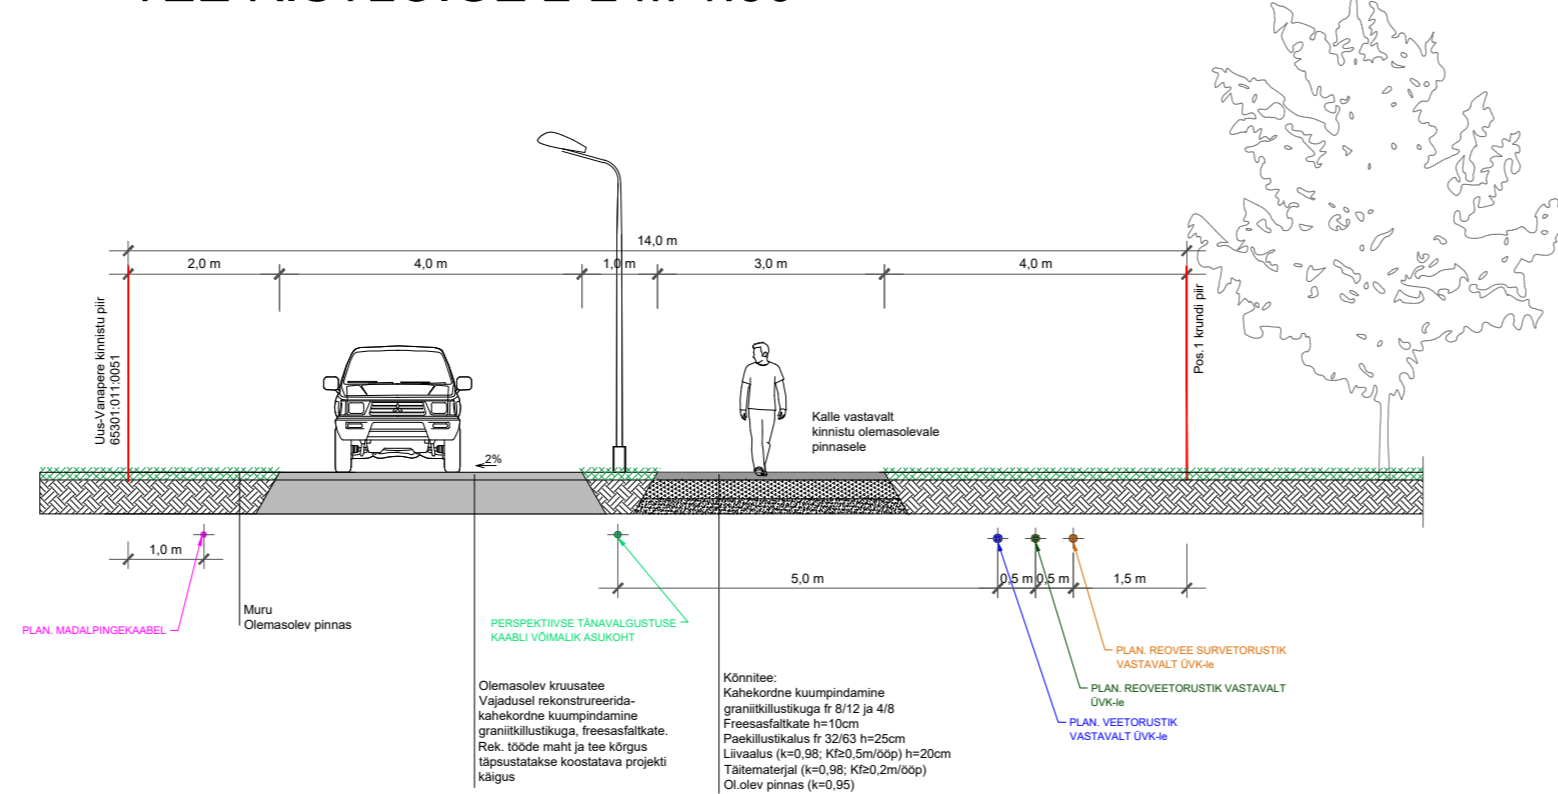 14,0 m
2,0 m
4,0 m
1,0 m
3,0 m
4,0 m
Uus-Vanapere kinnistu piir
65301:011:0051
Pos.1 krundi piir
Kalle vastavalt
kinnistu olemasolevale
pinnasele
2%
1,0 m
5,0 m
0,5 m
0,5 m
1,5 m
Muru
Olemasolev pinnas
PLAN. MADALPINGEKAABEL
PERSPEKTIIVSE TÄNAVALGUSTUSE
KAABLI VÕIMALIK ASUKOHT
Olemasolev kruusatee
Vajadusel rekonstrureerida-
kahekordne kuumpindamine
graniitkillustikuga, freesasfaltkate.
Rek. tööde maht ja tee kõrgus
täpsustatakse koostatava projekti
käigus
Kõnnitee:
Kahekordne kuumpindamine
graniitkillustikuga fr 8/12 ja 4/8
Freesasfaltkate h=10cm
Paekillustikalus fr 32/63 h=25cm
Liivaalus (k=0,98; Kf≥0,5m/ööp) h=20cm
Täitematerjal (k=0,98; Kf≥0,2m/ööp)
Ol.olev pinnas (k=0,95)
PLAN. REOVEE SURVETORUSTIK
VASTAVALT ÜVK-le
PLAN. REOVEETORUSTIK VASTAVALT
ÜVK-le
PLAN. VEETORUSTIK
VASTAVALT ÜVK-le